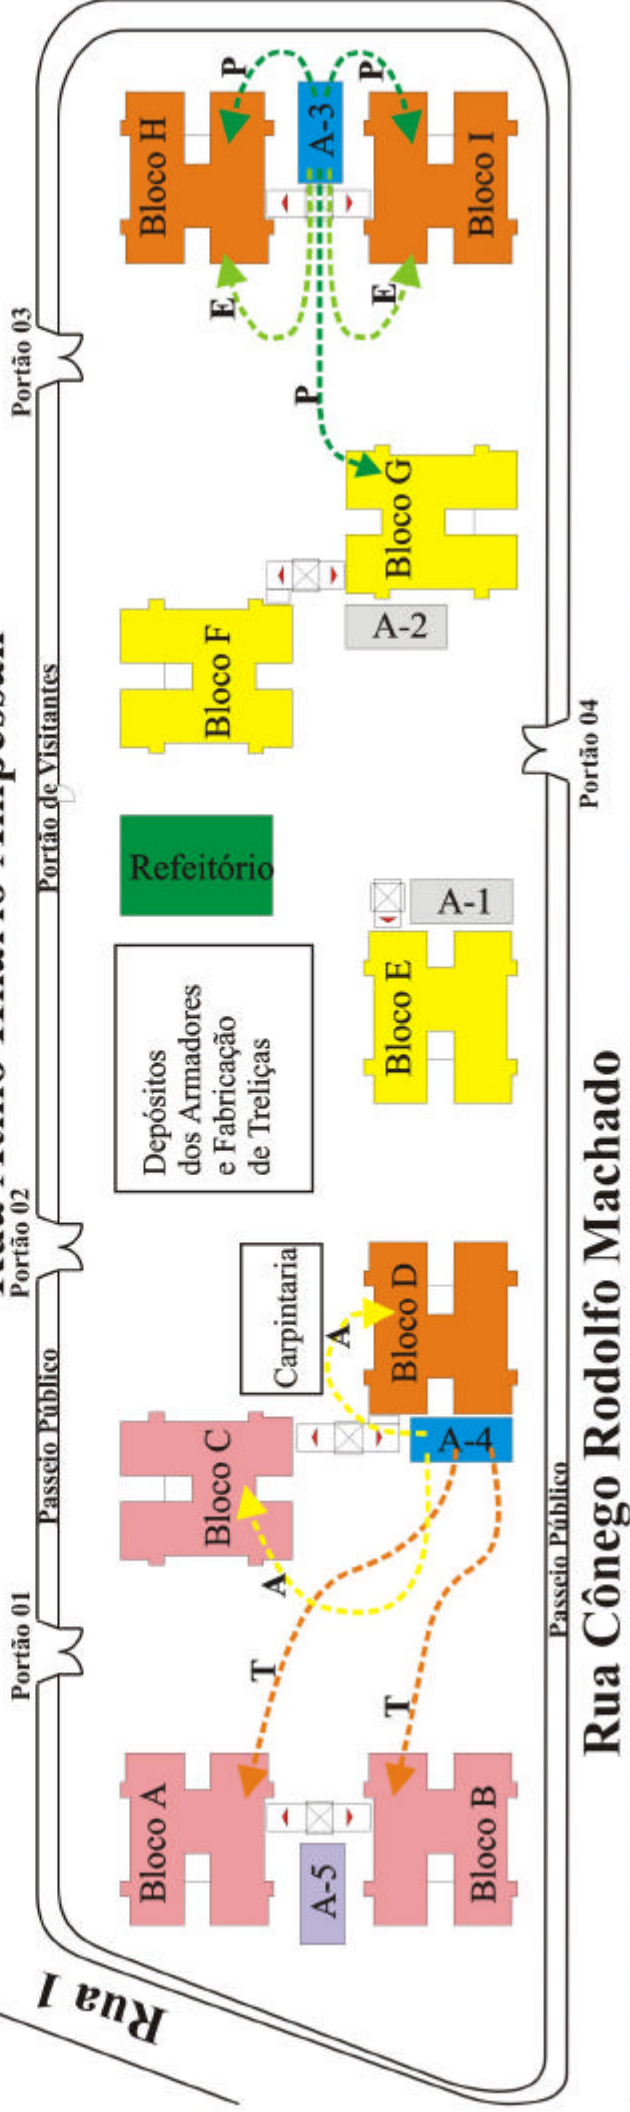 Portão 01
Passeio Público
Portão 02
Portão de Visitantes
Portão 03
Rua 1
Bloco A
Bloco C
Depósitos
dos Armadores
e Fabricação
de Treliças
Refeitório
Bloco F
Bloco H
P
E
T
A
Carpintaria
A
A-5
T
P
A-3
P
E
Bloco B
A-4
Bloco D
Bloco E
A-1
A-2
Bloco G
Bloco I
Passeio Público
Portão 04
Rua Cônego Rodolfo Machado